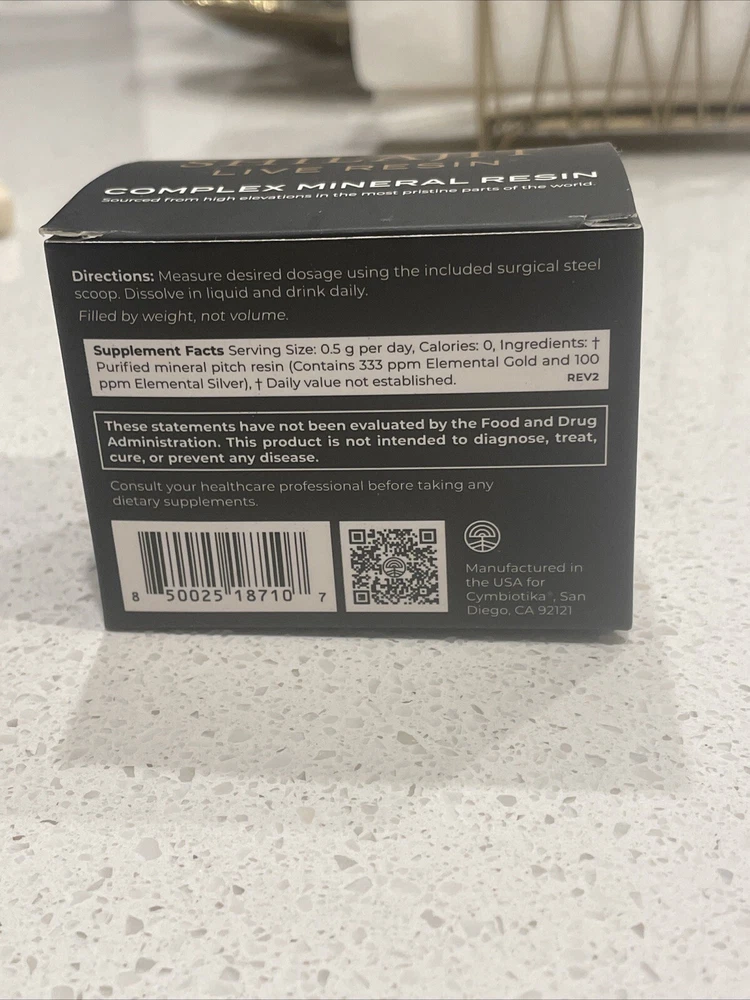 SHILAJIT
LIVE RESIN
COMPLEX MINERAL RESIN
Sourced from high elevations in the most pristine parts of the world.
Directions: Measure desired dosage using the included surgical steel
scoop. Dissolve in liquid and drink daily.
Filled by weight, not volume.
Supplement Facts Serving Size: 0.5 g per day, Calories: 0, Ingredients: †
Purified mineral pitch resin (Contains 333 ppm Elemental Gold and 100
ppm Elemental Silver), † Daily value not established.
REV2
These statements have not been evaluated by the Food and Drug
Administration. This product is not intended to diagnose, treat,
cure, or prevent any disease.
Consult your healthcare professional before taking any
dietary supplements.
8 50025 18710 7
Manufactured in
the USA for
Cymbiotika®, San
Diego, CA 92121